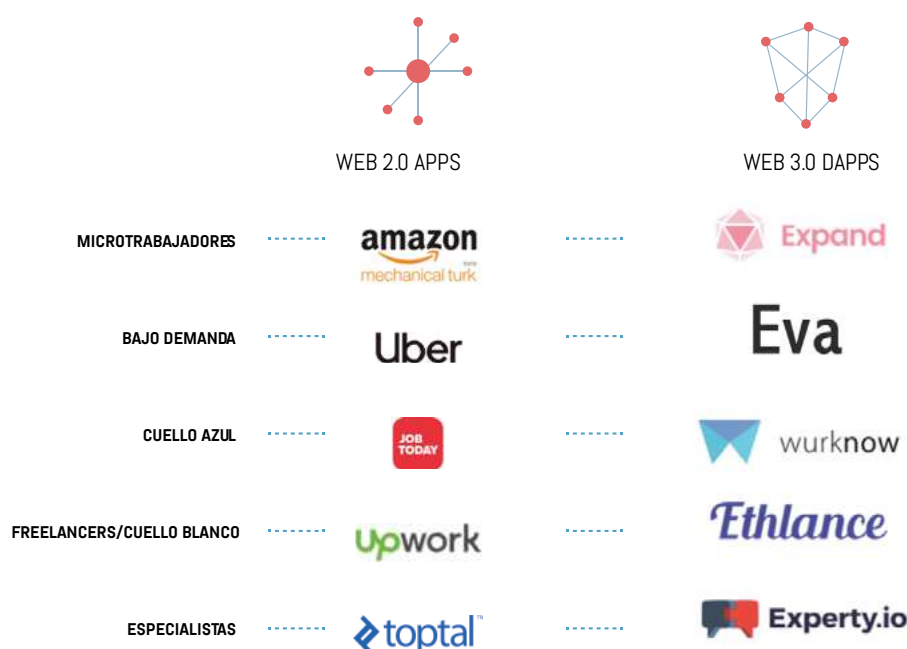 WEB 2.0 APPS WEB 3.0 DAPPS
MICROTRABAJADORES amazon mechanical turk Expand
BAJO DEMANDA Uber Eva
CUELLO AZUL JOB TODAY wurknow
FREELANCERS/CUELLO BLANCO Upwork Ethlance
ESPECIALISTAS toptal™ Experty.io